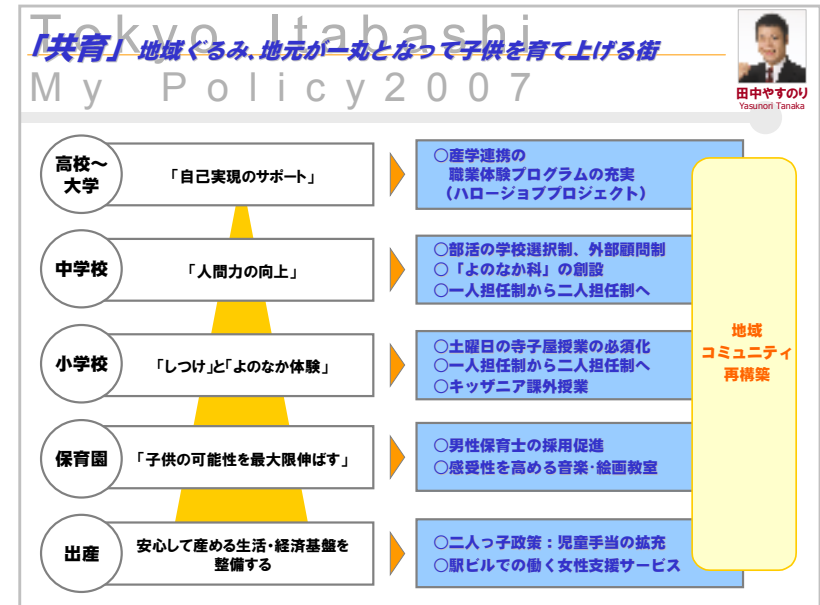 Tokyo Itabashi
「共育」地域ぐるみ、地元が一丸となって子供を育て上げる街
My Policy2007
田中やすのり
Yasunori Tanaka
高校～
大学
「自己実現のサポート」
○産学連携の
職業体験プログラムの充実
（ハロージョブプロジェクト）
中学校
「人間力の向上」
○部活の学校選択制、外部顧問制
○「よのなか科」の創設
○一人担任制から二人担任制へ
小学校
「しつけ」と「よのなか体験」
○土曜日の寺子屋授業の必須化
○一人担任制から二人担任制へ
○キッザニア課外授業
保育園
「子供の可能性を最大限伸ばす」
○男性保育士の採用促進
○感受性を高める音楽・絵画教室
出産
安心して産める生活・経済基盤を
整備する
○二人っ子政策：児童手当の拡充
○駅ビルでの働く女性支援サービス
地域
コミュニティ
再構築